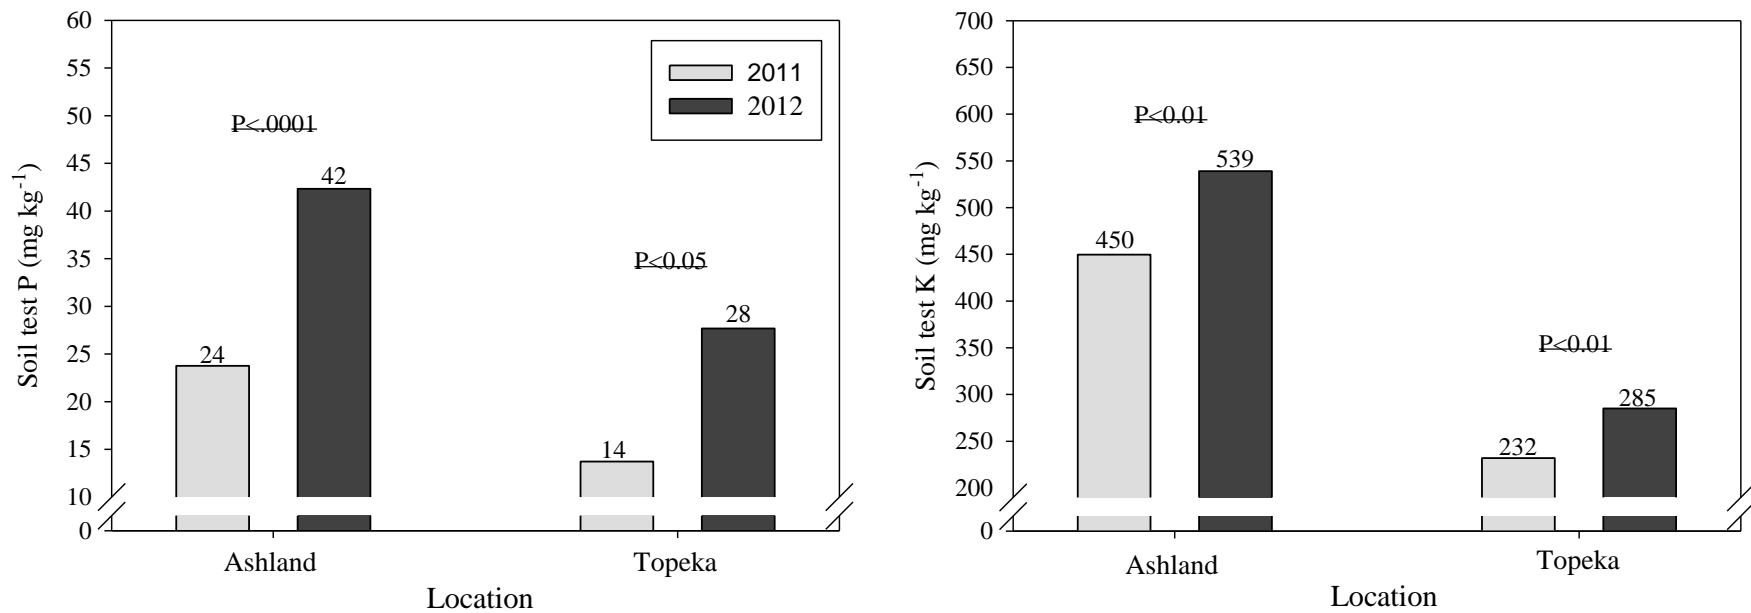 60
55
50
45
40
35
30
25
20
15
10
0
Soil test P (mg kg⁻¹)
2011
2012
P<.0001
42
24
P<0.05
28
14
Ashland
Topeka
Location
700
650
600
550
500
450
400
350
300
250
200
0
Soil test K (mg kg⁻¹)
P<0.01
539
450
P<0.01
285
232
Ashland
Topeka
Location